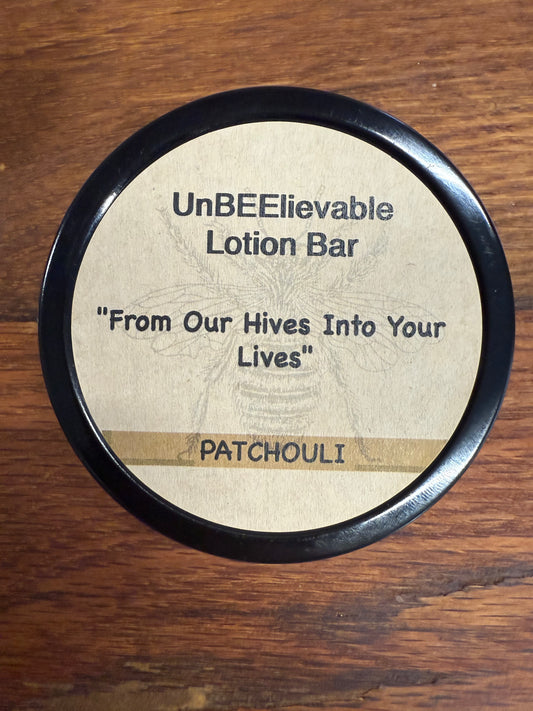 UnBEElievable
Lotion Bar
"From Our Hives Into Your
Lives"
PATCHOULI